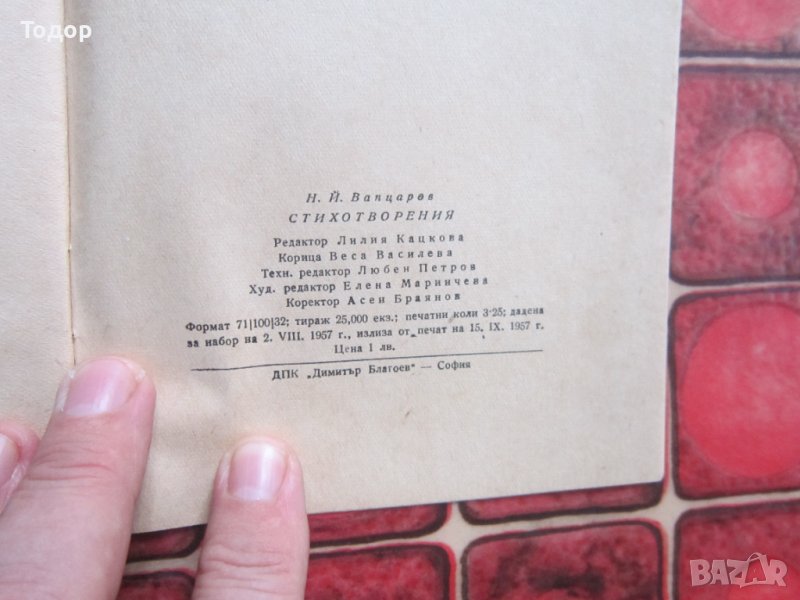 Тодор
Н. Й. Вапцаров
СТИХОТВОРЕНИЯ
Редактор Лилия Кацкова
Корица Веса Василева
Техн. редактор Любен Петров
Худ. редактор Елена Маринчева
Коректор Асен Браянов
Формат 71|100|32; тираж 25,000 екз.; печатни коли 3·25; дадена
за набор на 2. VIII. 1957 г., излиза от печат на 15. IX. 1957 г.
Цена 1 лв.
ДПК „Димитър Благоев" — София
BAZAR